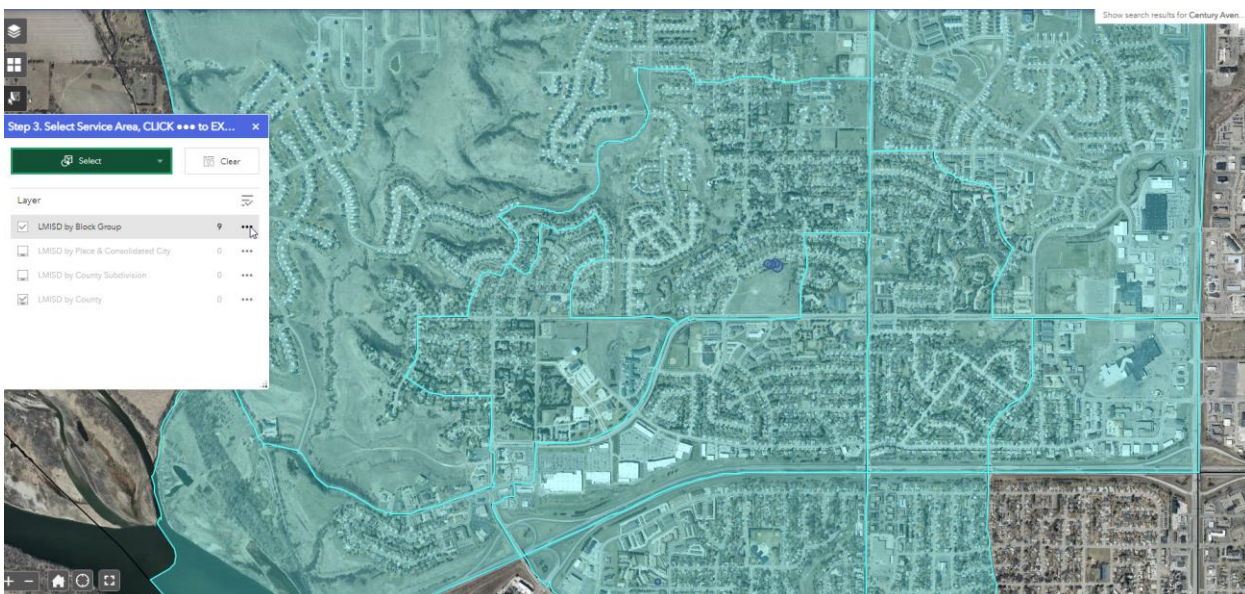 Show search results for Century Aven...
Step 3. Select Service Area, CLICK ●●● to EX... ×
Select
Clear
Layer
LMISD by Block Group 9 •••
LMISD by Place & Consolidated City 0 •••
LMISD by County Subdivision 0 •••
LMISD by County 0 •••
+ −